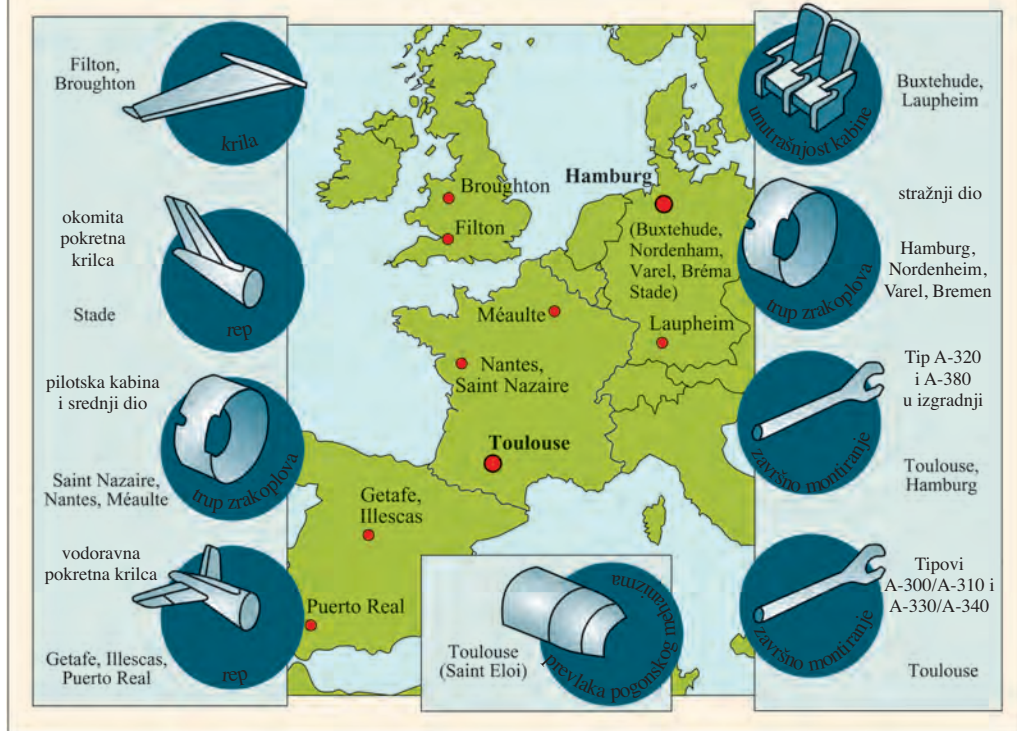 Filton,
Broughton
krila
okomita
pokretna
krilca
Stade
rep
pilotska kabina
i srednji dio
Saint Nazaire,
Nantes, Méaulte
trup zrakoplova
vodoravna
pokretna krilca
Getafe, Illescas,
Puerto Real
rep
Broughton
Filton
Hamburg
(Buxtehude,
Nordenham,
Varel, Bréma
Stade)
Méaulte
Laupheim
Nantes,
Saint Nazaire
Toulouse
Getafe,
Illescas
Puerto Real
Toulouse
(Saint Eloi)
prevlaka pogonskog mehanizma
Buxtehude,
Laupheim
unutrašnjost kabine
stražnji dio
Hamburg,
Nordenheim,
Varel, Bremen
trup zrakoplova
Tip A-320
i A-380
u izgradnji
Toulouse,
Hamburg
završno montiranje
Tipovi
A-300/A-310 i
A-330/A-340
Toulouse
završno montiranje